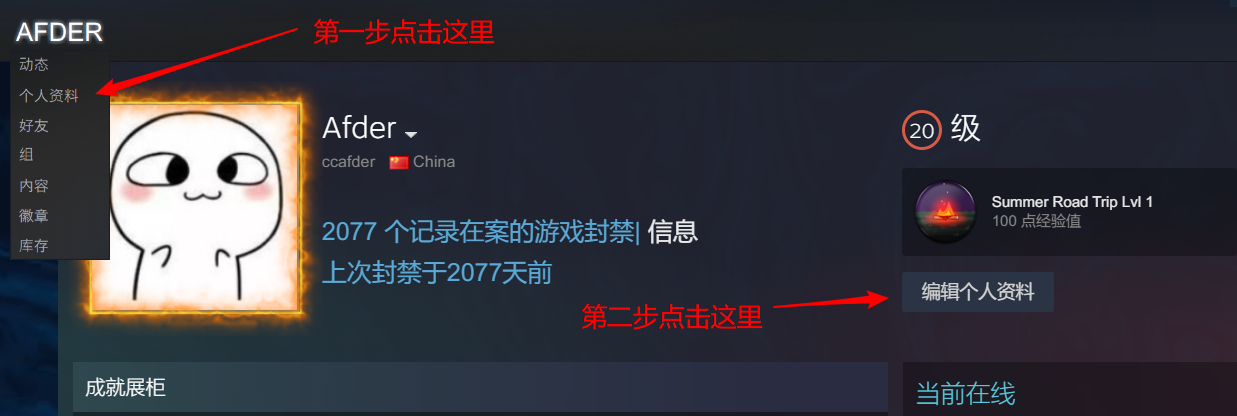 AFDER
第一步点击这里
动态
个人资料
好友
组
内容
徽章
库存
Afder
ccafder China
2077 个记录在案的游戏封禁| 信息
上次封禁于2077天前
20 级
Summer Road Trip Lvl 1
100 点经验值
编辑个人资料
第二步点击这里
成就展柜
当前在线